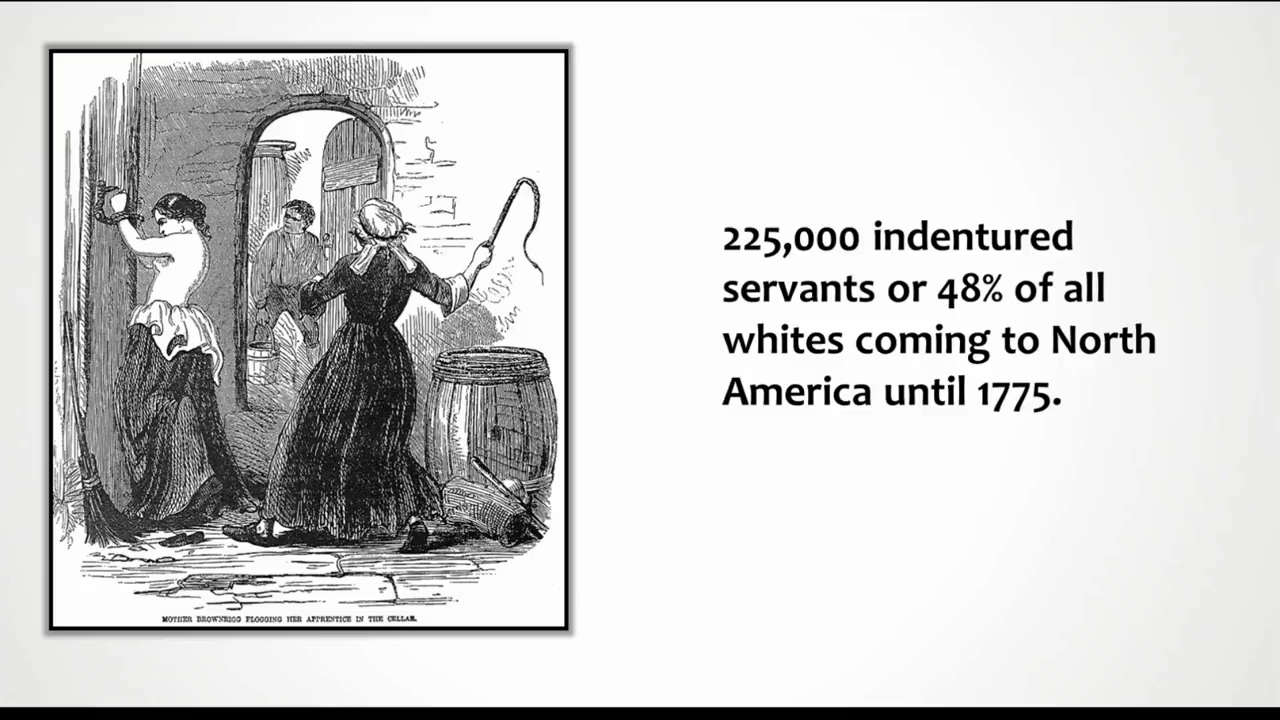 225,000 indentured
servants or 48% of all
whites coming to North
America until 1775.
MOTHER BROWNRIGG FLOGGING HER APPRENTICE IN THE CELLAR.